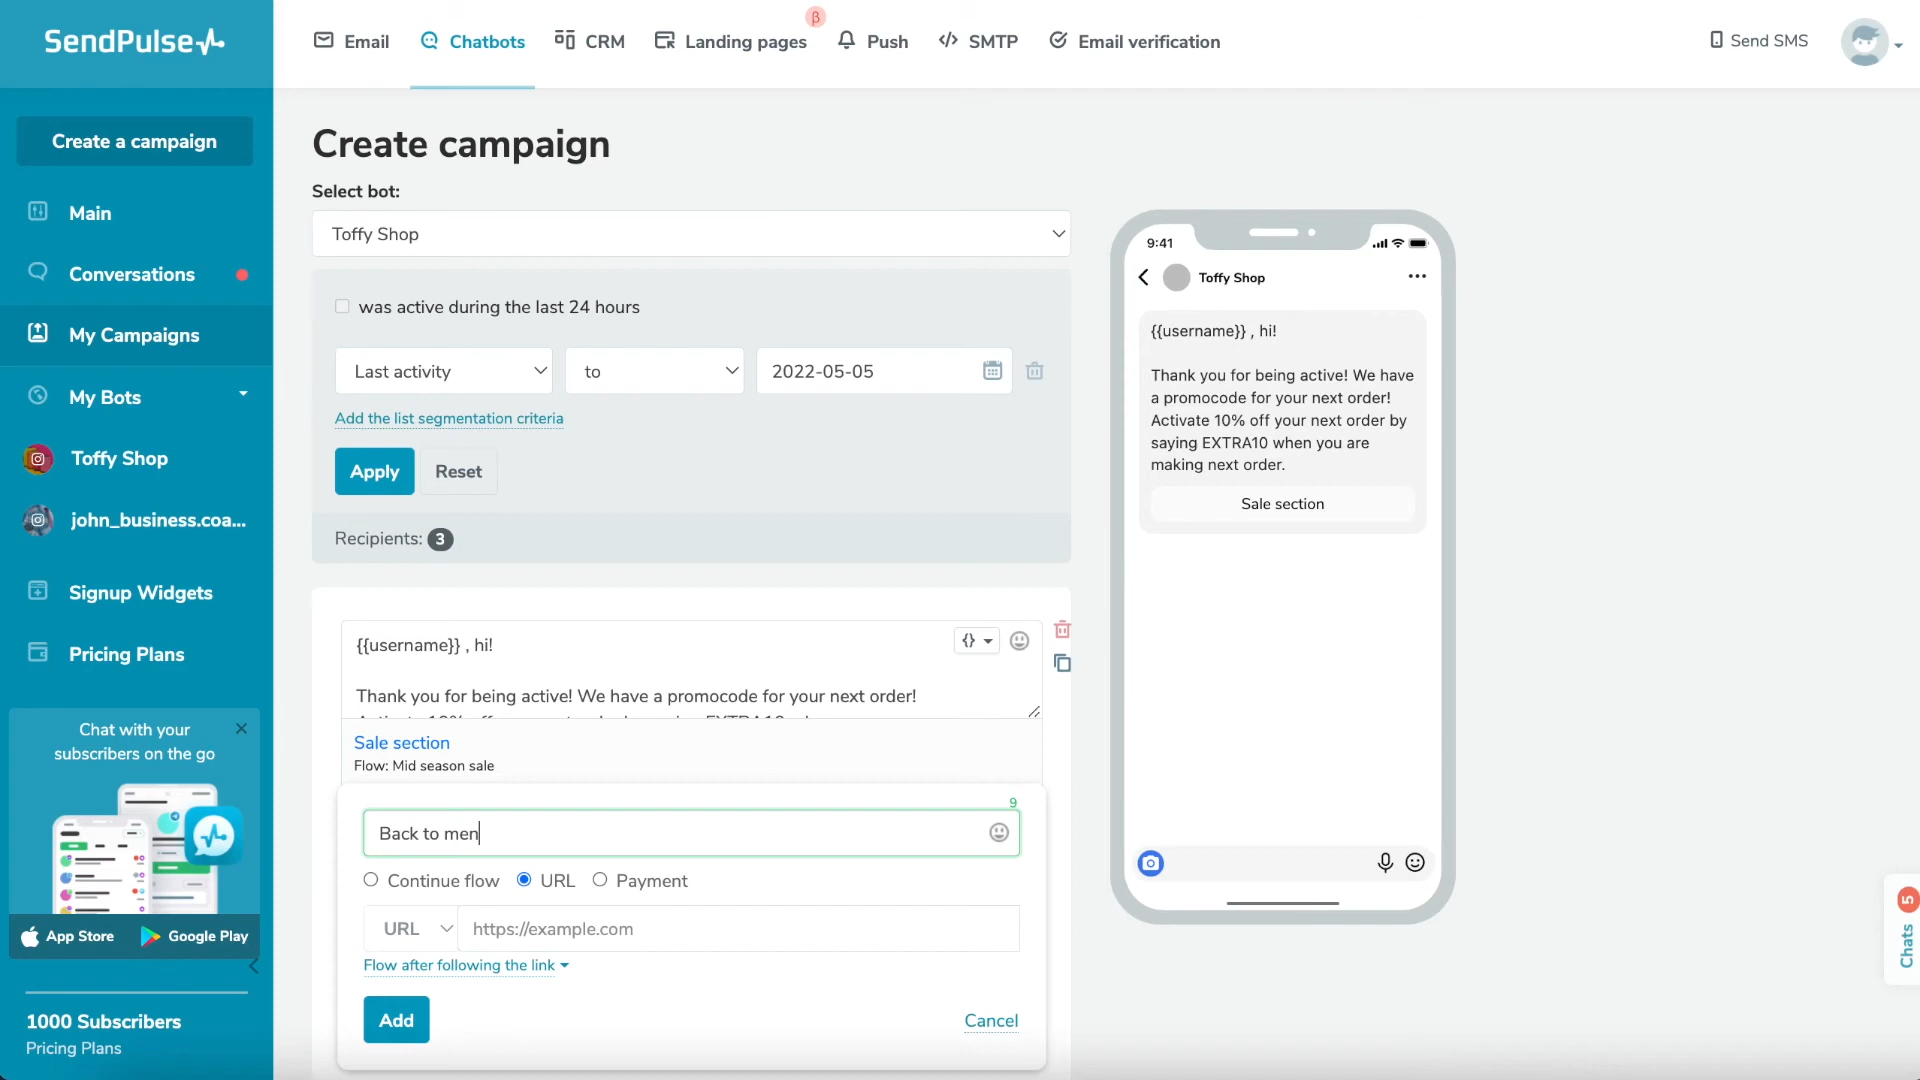 SendPulse
Email
Chatbots
CRM
Landing pages
β
Push
SMTP
Email verification
Send SMS
Create a campaign
Main
Conversations
My Campaigns
My Bots
Toffy Shop
john_business.coa...
Signup Widgets
Pricing Plans
Chat with your
subscribers on the go
App Store
Google Play
1000 Subscribers
Pricing Plans
Create campaign
Select bot:
Toffy Shop
was active during the last 24 hours
Last activity
to
2022-05-05
Add the list segmentation criteria
Apply
Reset
Recipients: 3
{{username}} , hi!
{}
Thank you for being active! We have a promocode for your next order!
Sale section
Flow: Mid season sale
9
Back to men
Continue flow
URL
Payment
URL
https://example.com
Flow after following the link
Add
Cancel
9:41
Toffy Shop
{{username}} , hi!
Thank you for being active! We have
a promocode for your next order!
Activate 10% off your next order by
saying EXTRA10 when you are
making next order.
Sale section
5
Chats